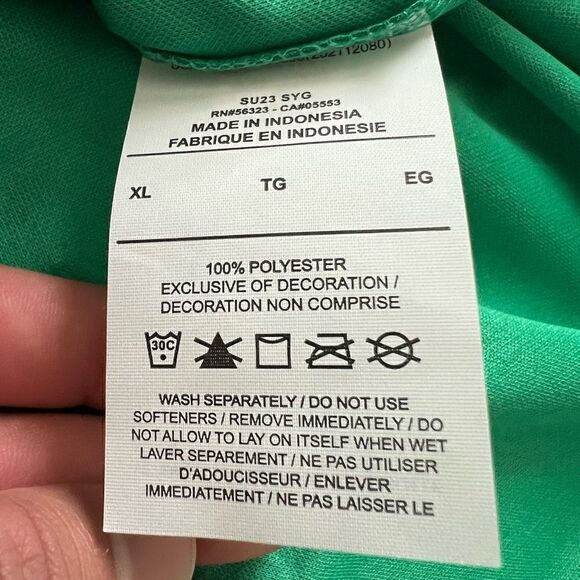 (232712080)
SU23 SYG
RN#56323 - CA#05553
MADE IN INDONESIA
FABRIQUE EN INDONESIE
XL TG EG
100% POLYESTER
EXCLUSIVE OF DECORATION /
DECORATION NON COMPRISE
30C
WASH SEPARATELY / DO NOT USE
SOFTENERS / REMOVE IMMEDIATELY / DO
NOT ALLOW TO LAY ON ITSELF WHEN WET
LAVER SEPAREMENT / NE PAS UTILISER
D'ADOUCISSEUR / ENLEVER
IMMEDIATEMENT / NE PAS LAISSER LE